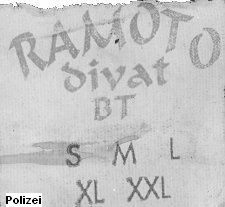 RAMOTO
divat
BT
S M L
XL XXL
Polizei